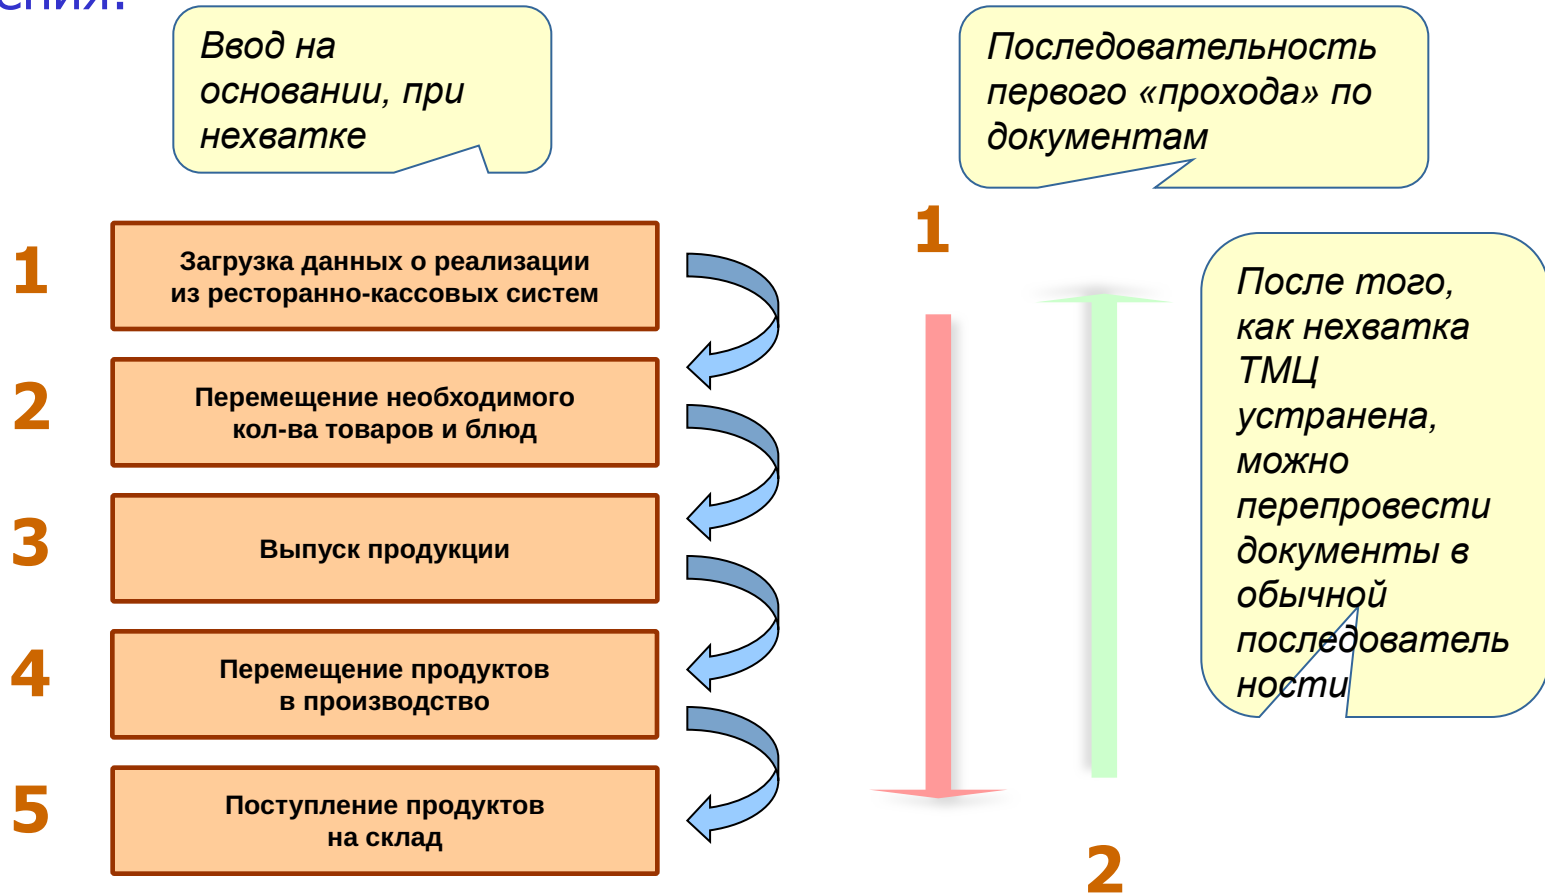 Ввод на
основании, при
нехватке
Последовательность
первого «прохода» по
документам
1
Загрузка данных о реализации
из ресторанно-кассовых систем
2
Перемещение необходимого
кол-ва товаров и блюд
3
Выпуск продукции
4
Перемещение продуктов
в производство
5
Поступление продуктов
на склад
1
После того,
как нехватка
ТМЦ
устранена,
можно
перепровести
документы в
обычной
последователь
ности
2